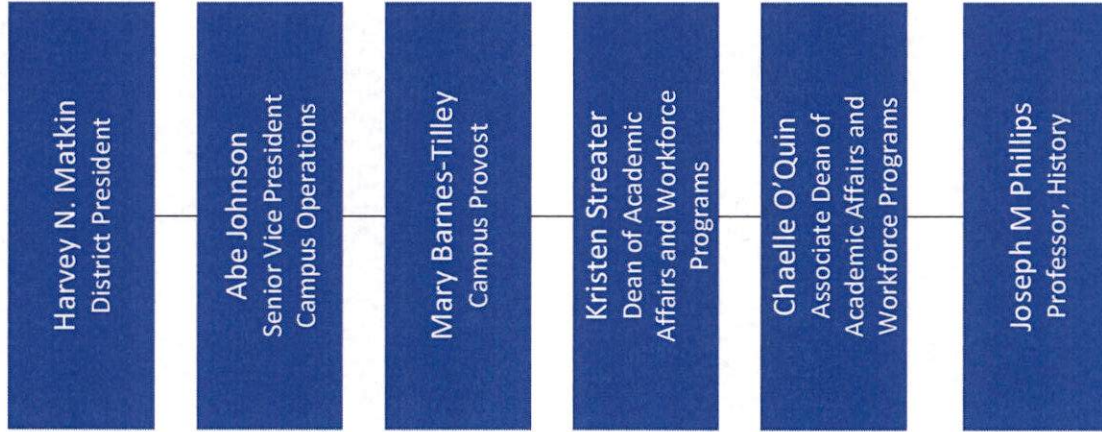 Harvey N. Matkin
District President
Abe Johnson
Senior Vice President
Campus Operations
Mary Barnes-Tilley
Campus Provost
Kristen Streater
Dean of Academic
Affairs and Workforce
Programs
Chaelle O’Quin
Associate Dean of
Academic Affairs and
Workforce Programs
Joseph M Phillips
Professor, History